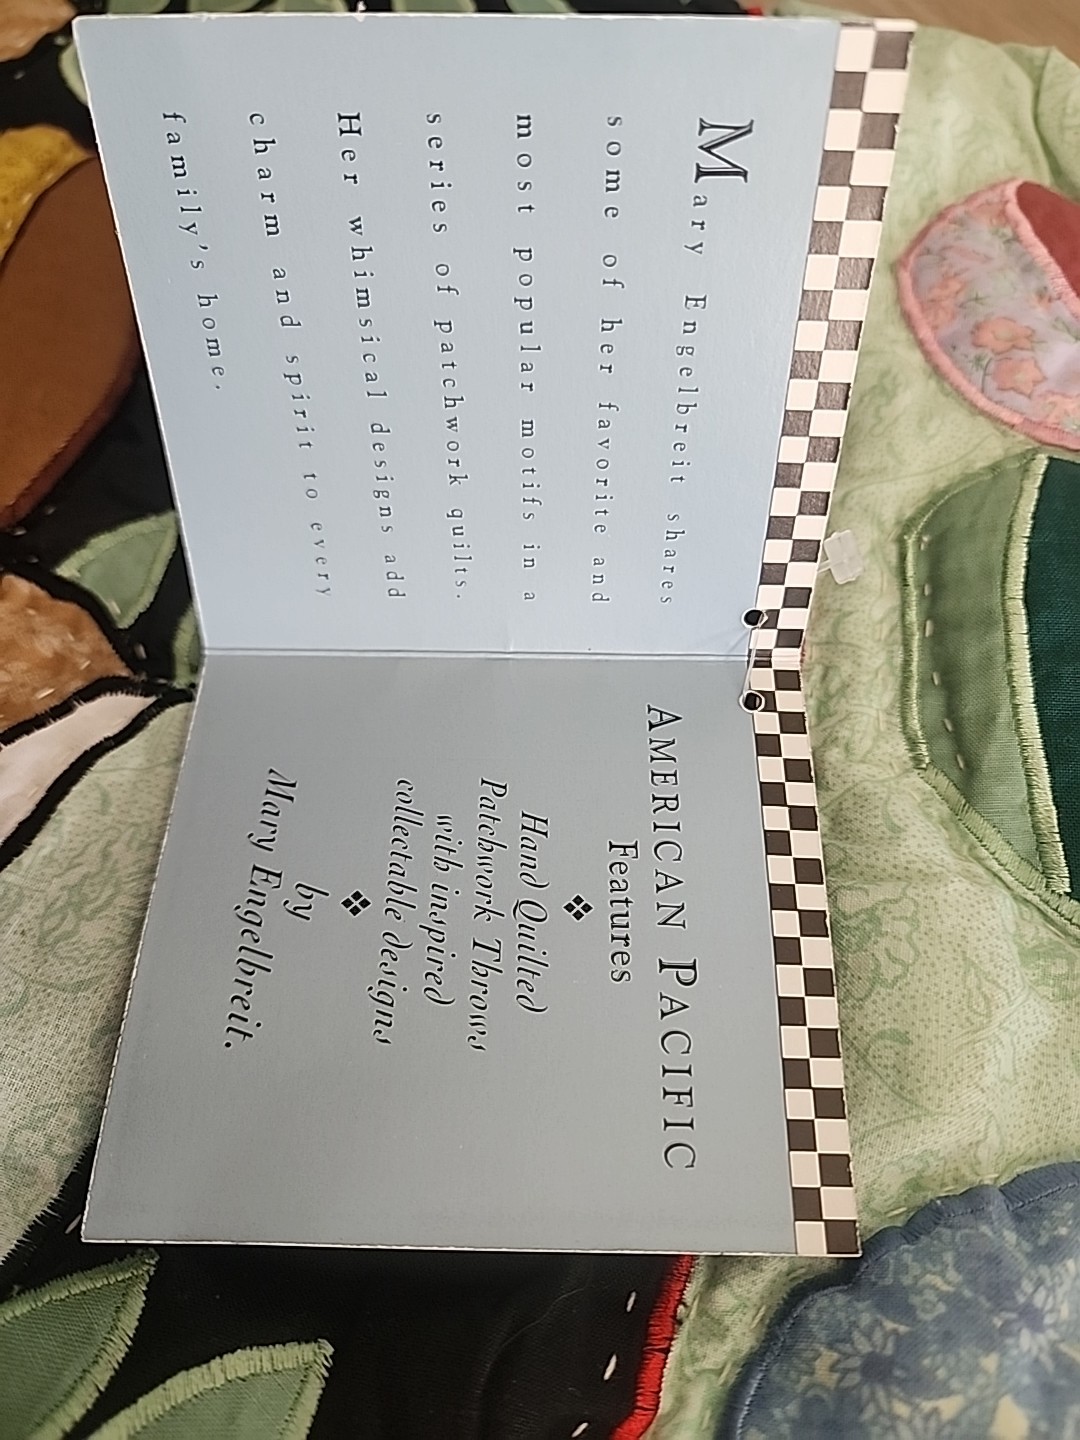 Mary Engelbreit shares
some of her favorite and
most popular motifs in a
series of patchwork quilts.
Her whimsical designs add
charm and spirit to every
family's home.
AMERICAN PACIFIC
Features
Hand Quilted
Patchwork Throws
with inspired
collectable designs
by
Mary Engelbreit.